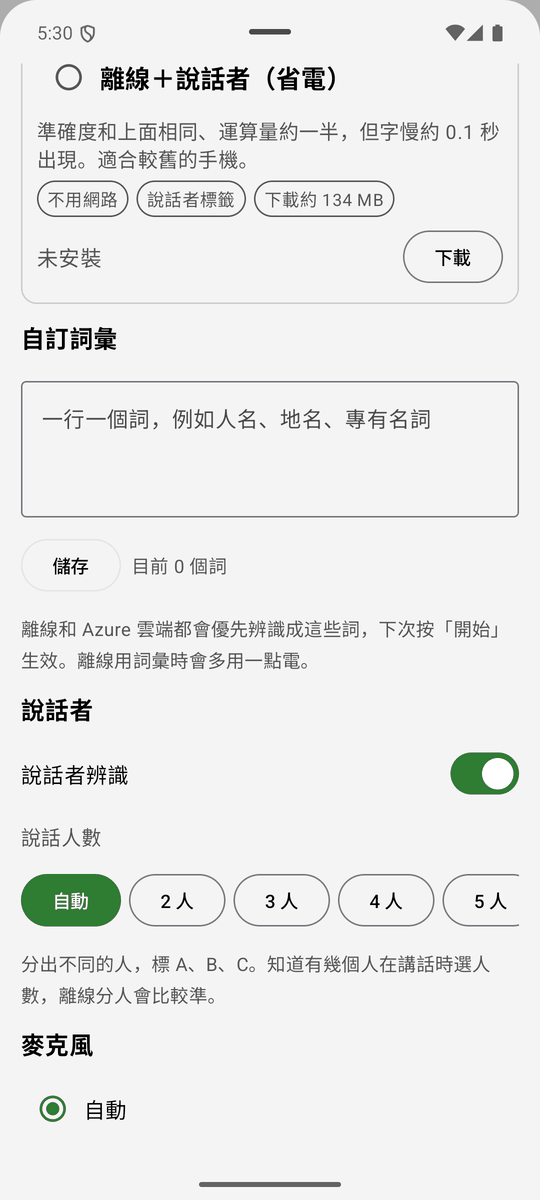 5:30
離線＋說話者（省電）
準確度和上面相同、運算量約一半，但字慢約 0.1 秒
出現。適合較舊的手機。
不用網路 說話者標籤 下載約 134 MB
未安裝 下載
自訂詞彙
一行一個詞，例如人名、地名、專有名詞
儲存 目前 0 個詞
離線和 Azure 雲端都會優先辨識成這些詞，下次按「開始」
生效。離線用詞彙時會多用一點電。
說話者
說話者辨識
說話人數
自動 2 人 3 人 4 人 5 人
分出不同的人，標 A、B、C。知道有幾個人在講話時選人
數，離線分人會比較準。
麥克風
自動